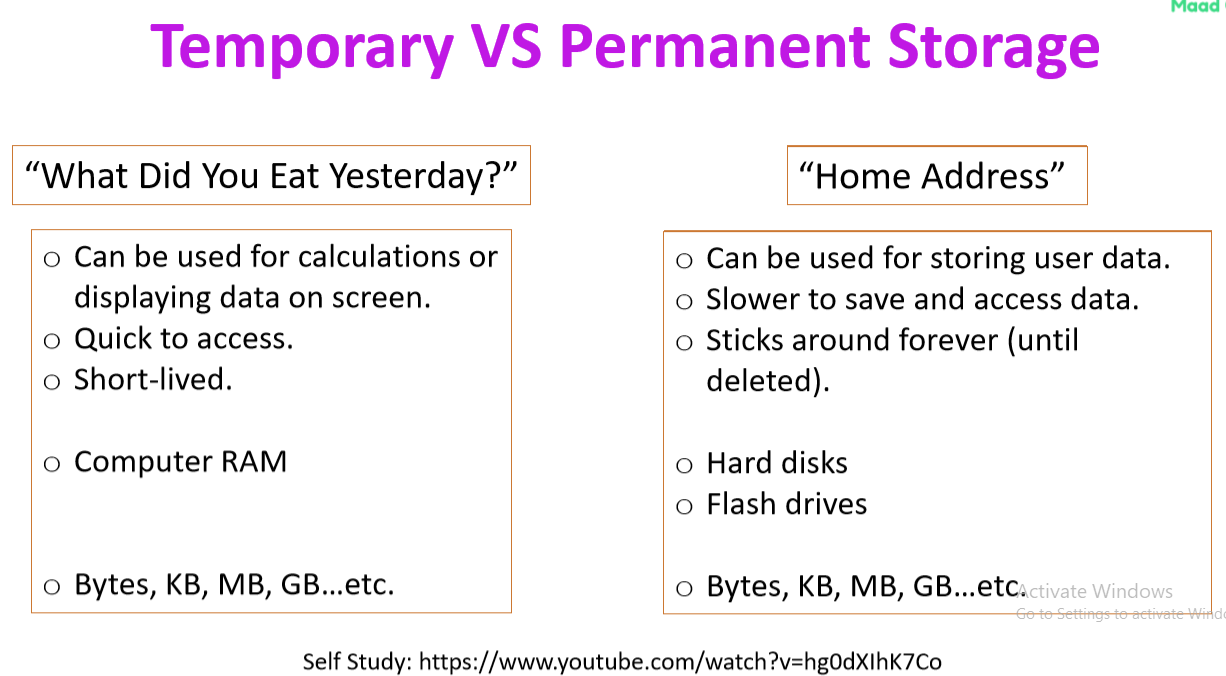 Maad
Temporary VS Permanent Storage
“What Did You Eat Yesterday?”
o Can be used for calculations or
displaying data on screen.
o Quick to access.
o Short-lived.
o Computer RAM
o Bytes, KB, MB, GB...etc.
“Home Address”
o Can be used for storing user data.
o Slower to save and access data.
o Sticks around forever (until
deleted).
o Hard disks
o Flash drives
o Bytes, KB, MB, GB...etc.
Activate Windows
Go to Settings to activate Windo
Self Study: https://www.youtube.com/watch?v=hg0dXIhK7Co